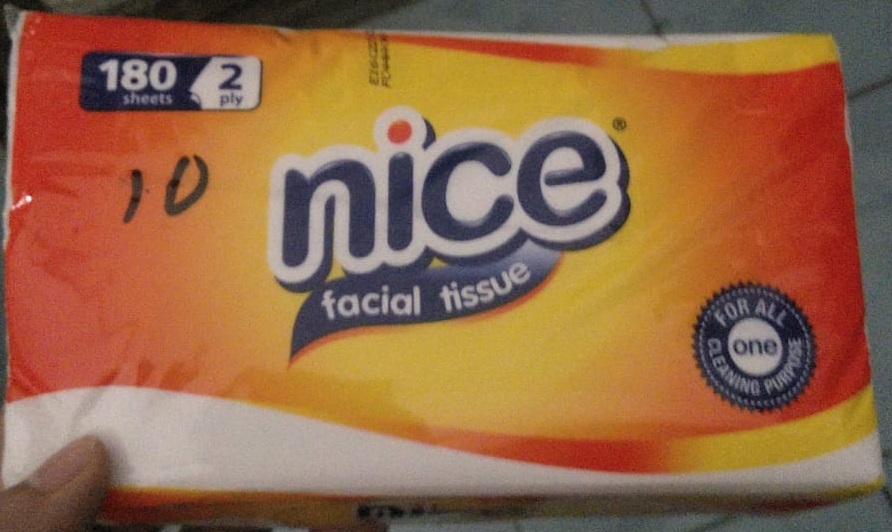 180 2
sheets ply
10
nice®
facial tissue
FOR ALL
one
CLEANING PURPOSE